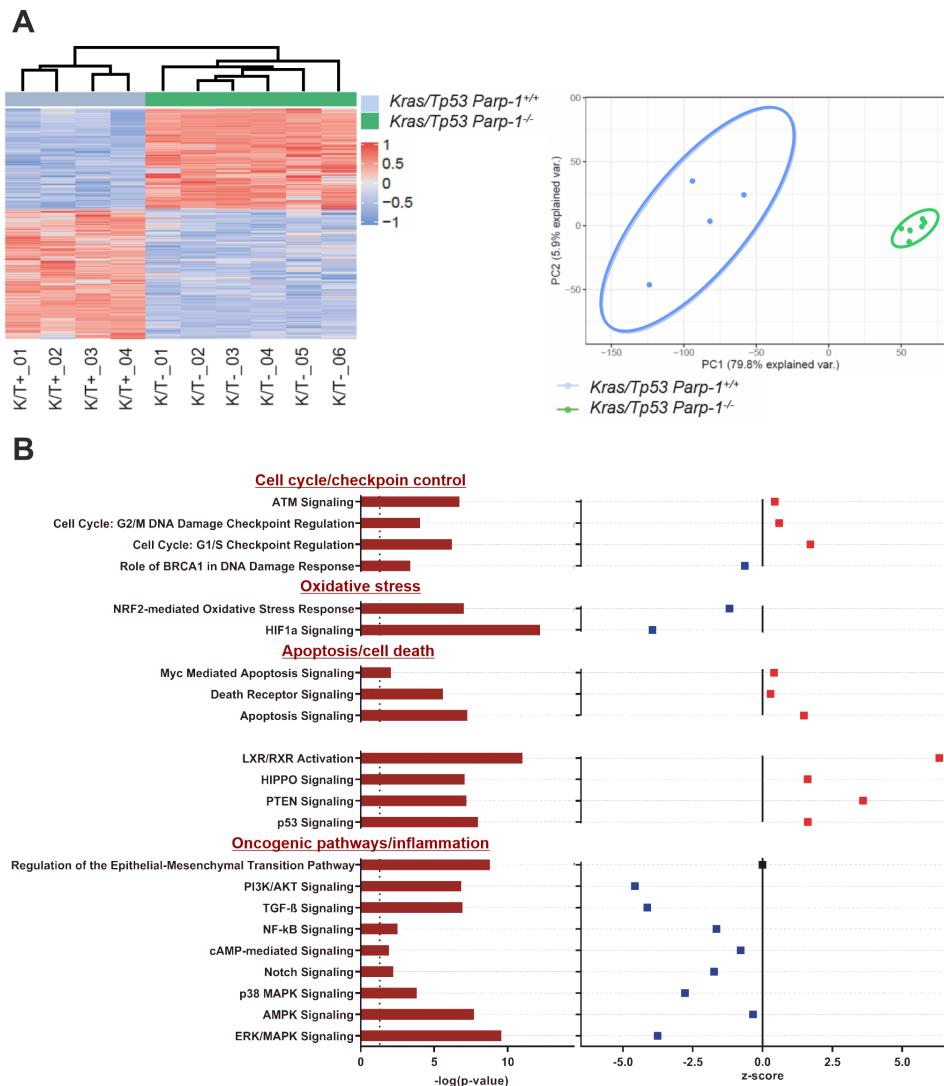 A
Kras/Tp53 Parp-1+/+
Kras/Tp53 Parp-1-/-
1
0.5
0
−0.5
−1
K/T+_01
K/T+_02
K/T+_03
K/T+_04
K/T-_01
K/T-_02
K/T-_03
K/T-_04
K/T-_05
K/T-_06
00
50
0
−50
PC2 (5.9% explained var.)
−150
−100
−50
0
50
PC1 (79.8% explained var.)
Kras/Tp53 Parp-1+/+
Kras/Tp53 Parp-1-/-
B
Cell cycle/checkpoin control
ATM Signaling
Cell Cycle: G2/M DNA Damage Checkpoint Regulation
Cell Cycle: G1/S Checkpoint Regulation
Role of BRCA1 in DNA Damage Response
Oxidative stress
NRF2-mediated Oxidative Stress Response
HIF1a Signaling
Apoptosis/cell death
Myc Mediated Apoptosis Signaling
Death Receptor Signaling
Apoptosis Signaling
LXR/RXR Activation
HIPPO Signaling
PTEN Signaling
p53 Signaling
Oncogenic pathways/inflammation
Regulation of the Epithelial-Mesenchymal Transition Pathway
PI3K/AKT Signaling
TGF-ß Signaling
NF-kB Signaling
cAMP-mediated Signaling
Notch Signaling
p38 MAPK Signaling
AMPK Signaling
ERK/MAPK Signaling
0 5 10
-log(p-value)
-5.0 -2.5 0.0 2.5 5.0
z-score